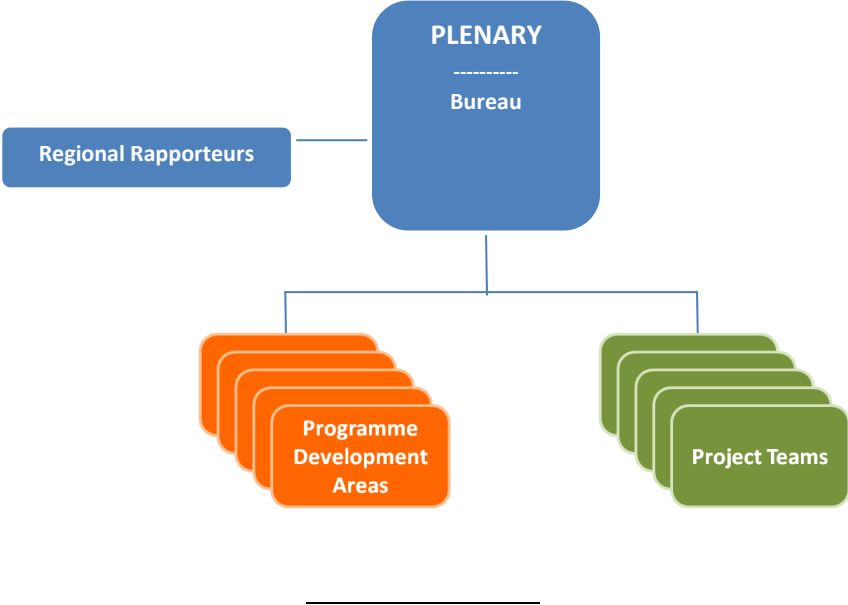 PLENARY
----------
Bureau
Regional Rapporteurs
Programme
Development
Areas
Project Teams